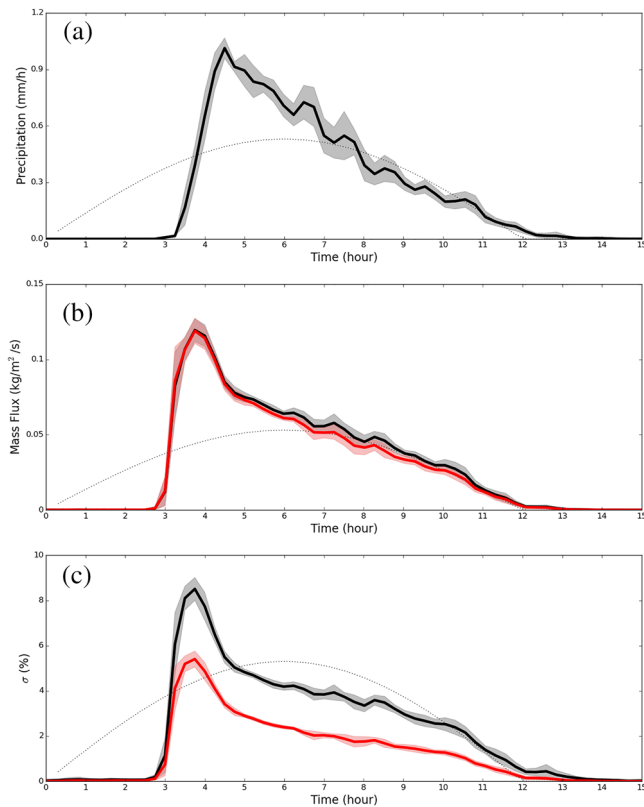 (a)
Precipitation (mm/h)
1.2
0.9
0.6
0.3
0.0
0 1 2 3 4 5 6 7 8 9 10 11 12 13 14 15
Time (hour)
(b)
Mass Flux (kg/m² /s)
0.15
0.1
0.05
0
0 1 2 3 4 5 6 7 8 9 10 11 12 13 14 15
Time (hour)
(c)
σ (%)
10
8
6
4
2
0
0 1 2 3 4 5 6 7 8 9 10 11 12 13 14 15
Time (hour)